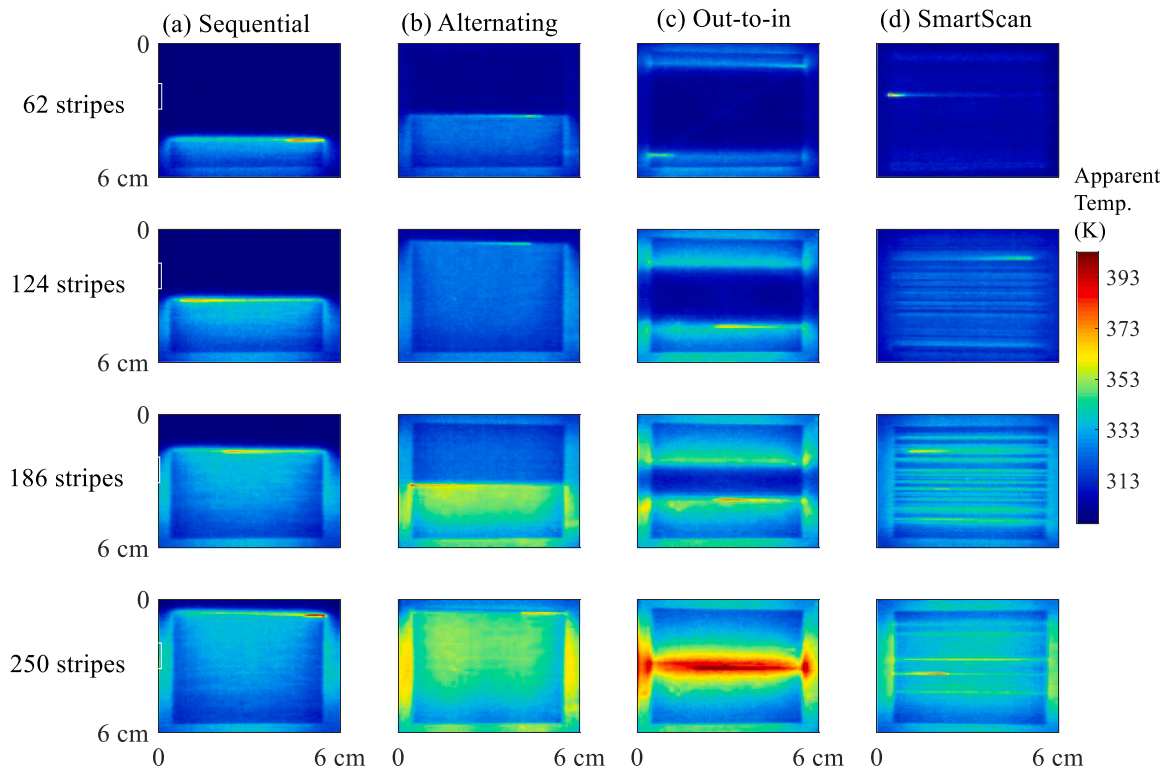 (a) Sequential
(b) Alternating
(c) Out-to-in
(d) SmartScan
0
62 stripes
6 cm
Apparent
Temp.
(K)
393
373
353
333
313
0
124 stripes
6 cm
0
186 stripes
6 cm
0
250 stripes
6 cm
0 6 cm 0 6 cm 0 6 cm 0 6 cm